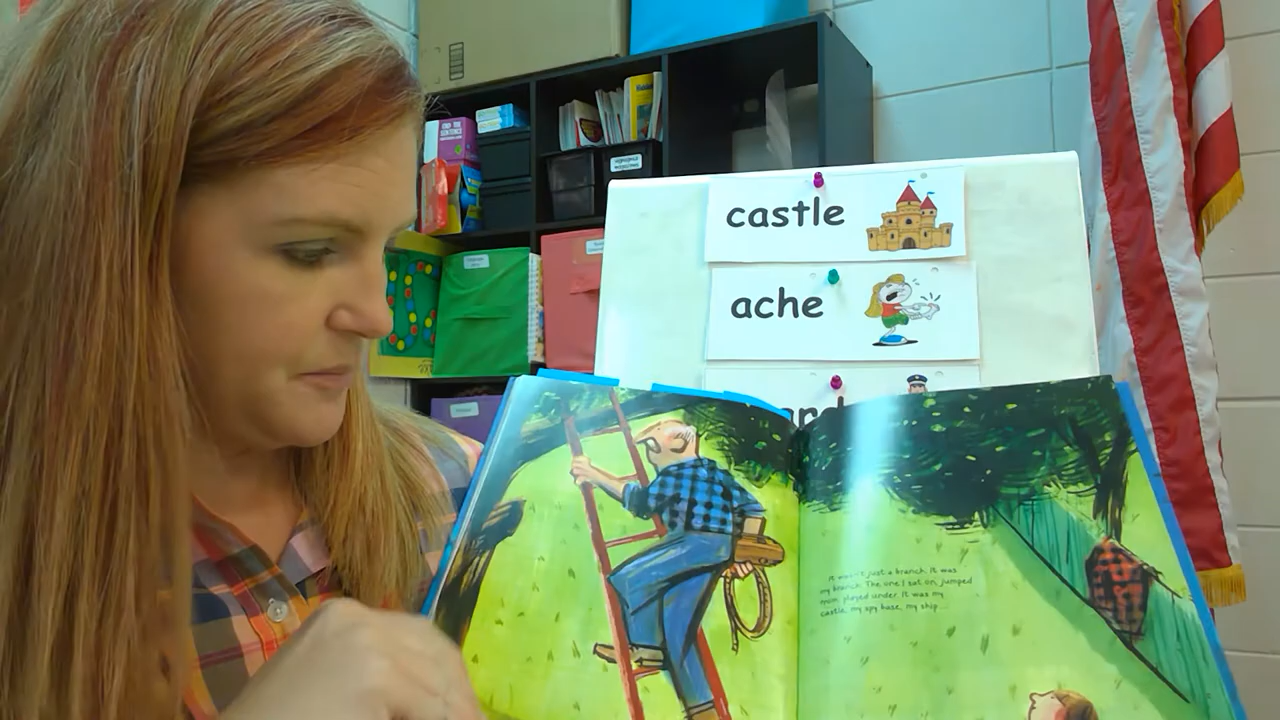 castle
ache
It wasn't just a branch. It was
my branch. The one I sat on, jumped
from, played under. It was my
castle, my spy base, my ship...